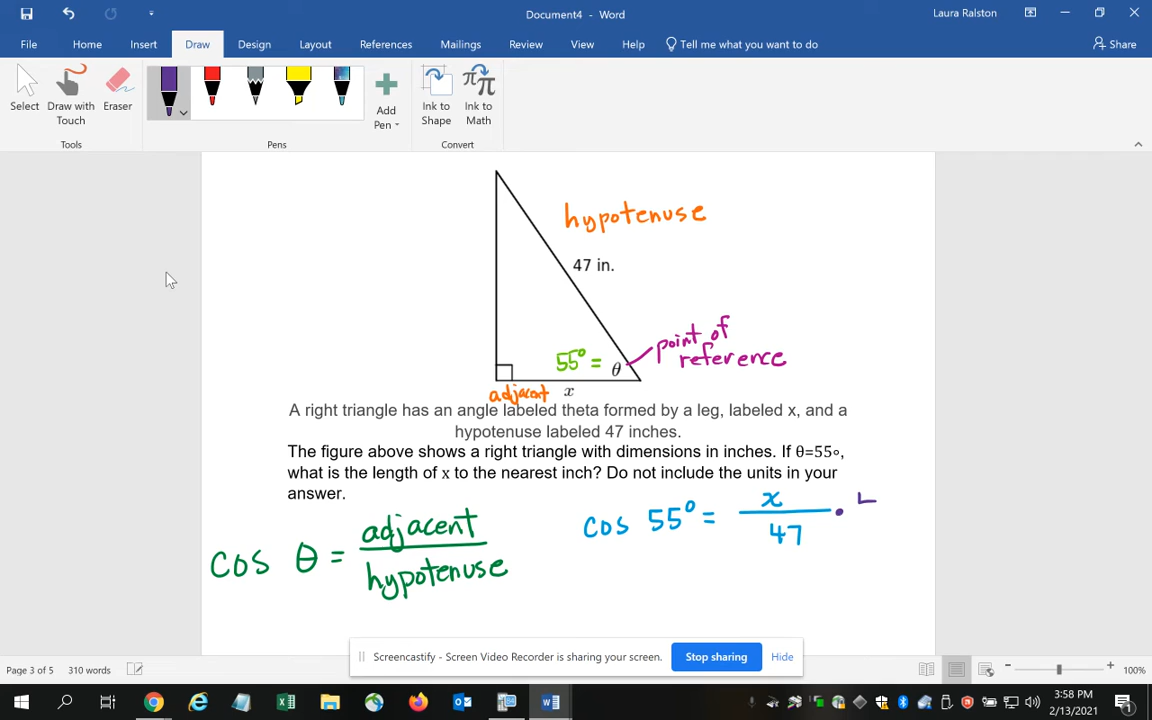 Document4 - Word
Laura Ralston
File Home Insert Draw Design Layout References Mailings Review View Help Tell me what you want to do Share
Select
Draw with Touch
Eraser
Add Pen
Ink to Shape
Ink to Math
Tools
Pens
Convert
hypotenuse
47 in.
point of
reference
55° = θ
adjacent x
A right triangle has an angle labeled theta formed by a leg, labeled x, and a
hypotenuse labeled 47 inches.
The figure above shows a right triangle with dimensions in inches. If θ=55∘,
what is the length of x to the nearest inch? Do not include the units in your
answer.
cos θ = adjacent / hypotenuse
cos 55° = x / 47 ·
Screencastify - Screen Video Recorder is sharing your screen. Stop sharing Hide
Page 3 of 5 310 words 100%
3:58 PM
2/13/2021